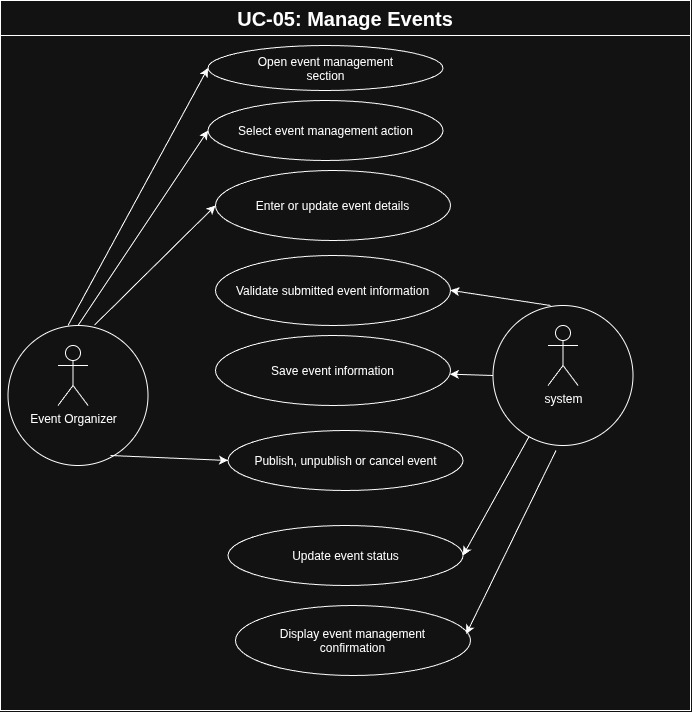 UC-05: Manage Events
Open event management
section
Select event management action
Enter or update event details
Validate submitted event information
Save event information
system
Event Organizer
Publish, unpublish or cancel event
Update event status
Display event management
confirmation